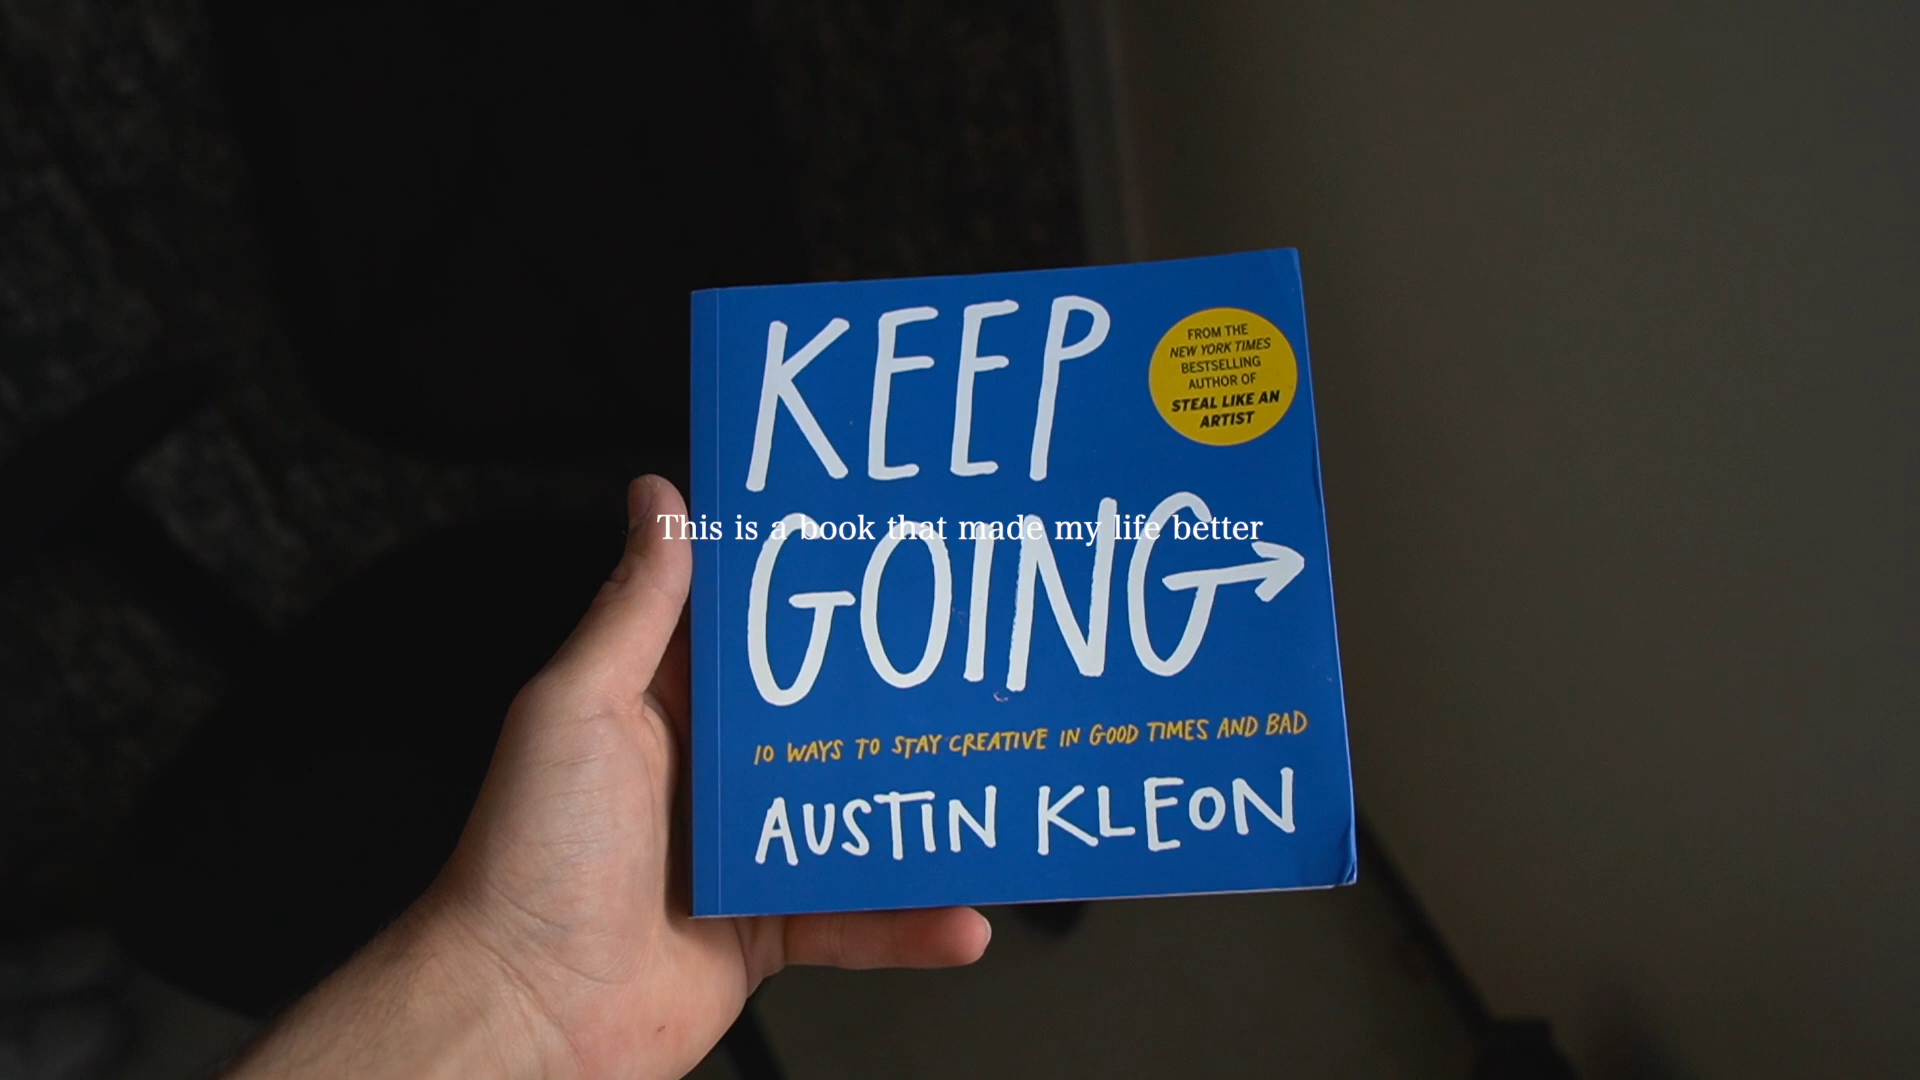 KEEP
FROM THE
NEW YORK TIMES
BESTSELLING
AUTHOR OF
STEAL LIKE AN
ARTIST
This is a book that made my life better
GOING
10 WAYS TO STAY CREATIVE IN GOOD TIMES AND BAD
AUSTIN KLEON